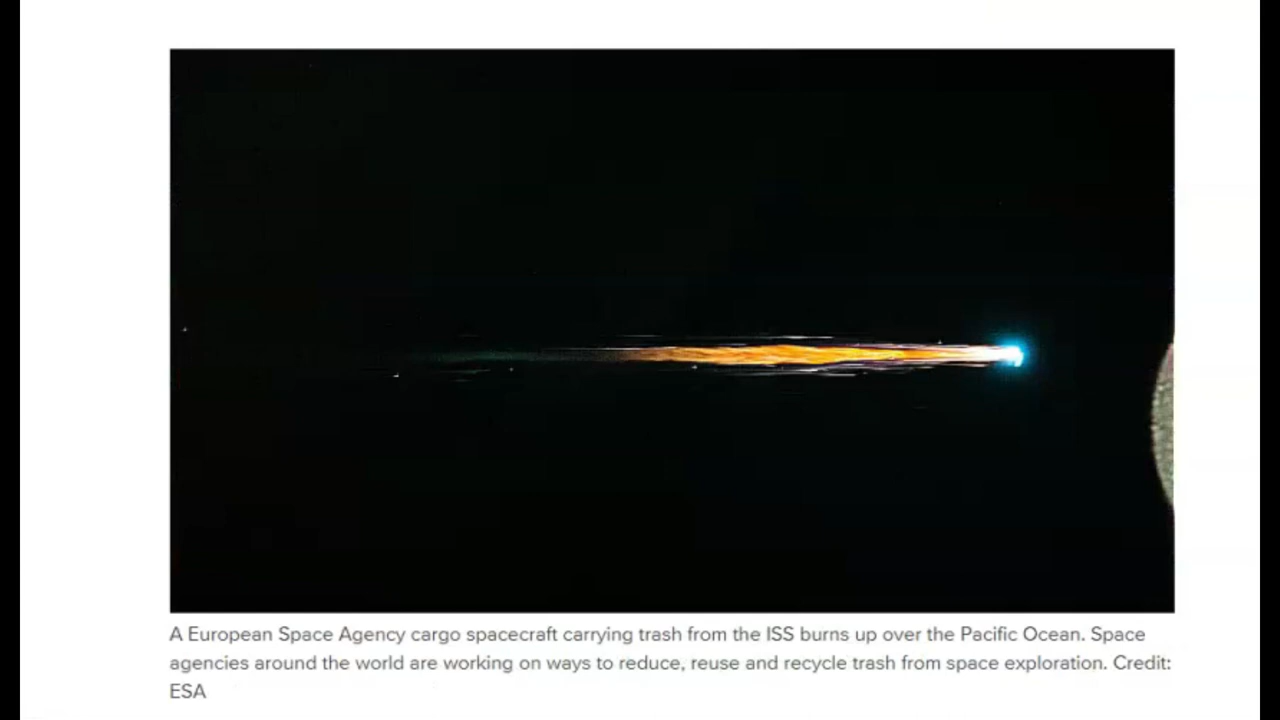 A European Space Agency cargo spacecraft carrying trash from the ISS burns up over the Pacific Ocean. Space
agencies around the world are working on ways to reduce, reuse and recycle trash from space exploration. Credit:
ESA